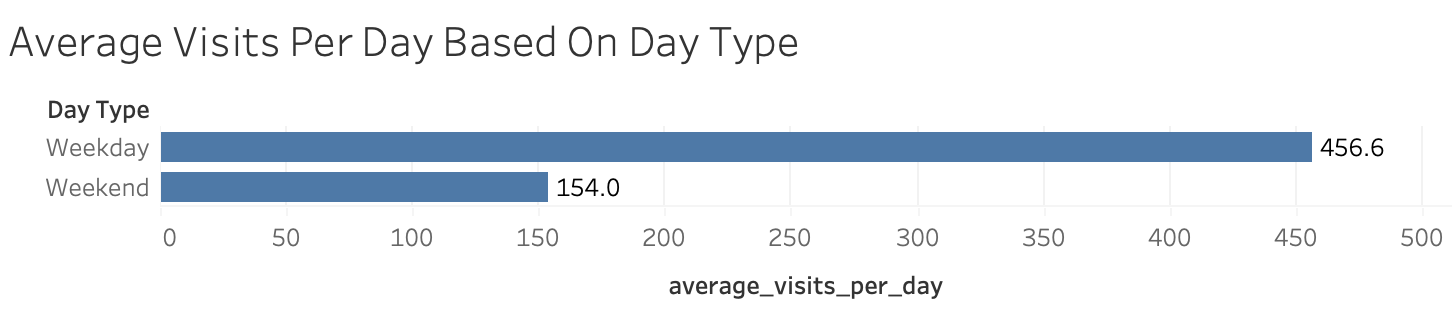 Average Visits Per Day Based On Day Type
Day Type
Weekday 456.6
Weekend 154.0
0 50 100 150 200 250 300 350 400 450 500
average_visits_per_day